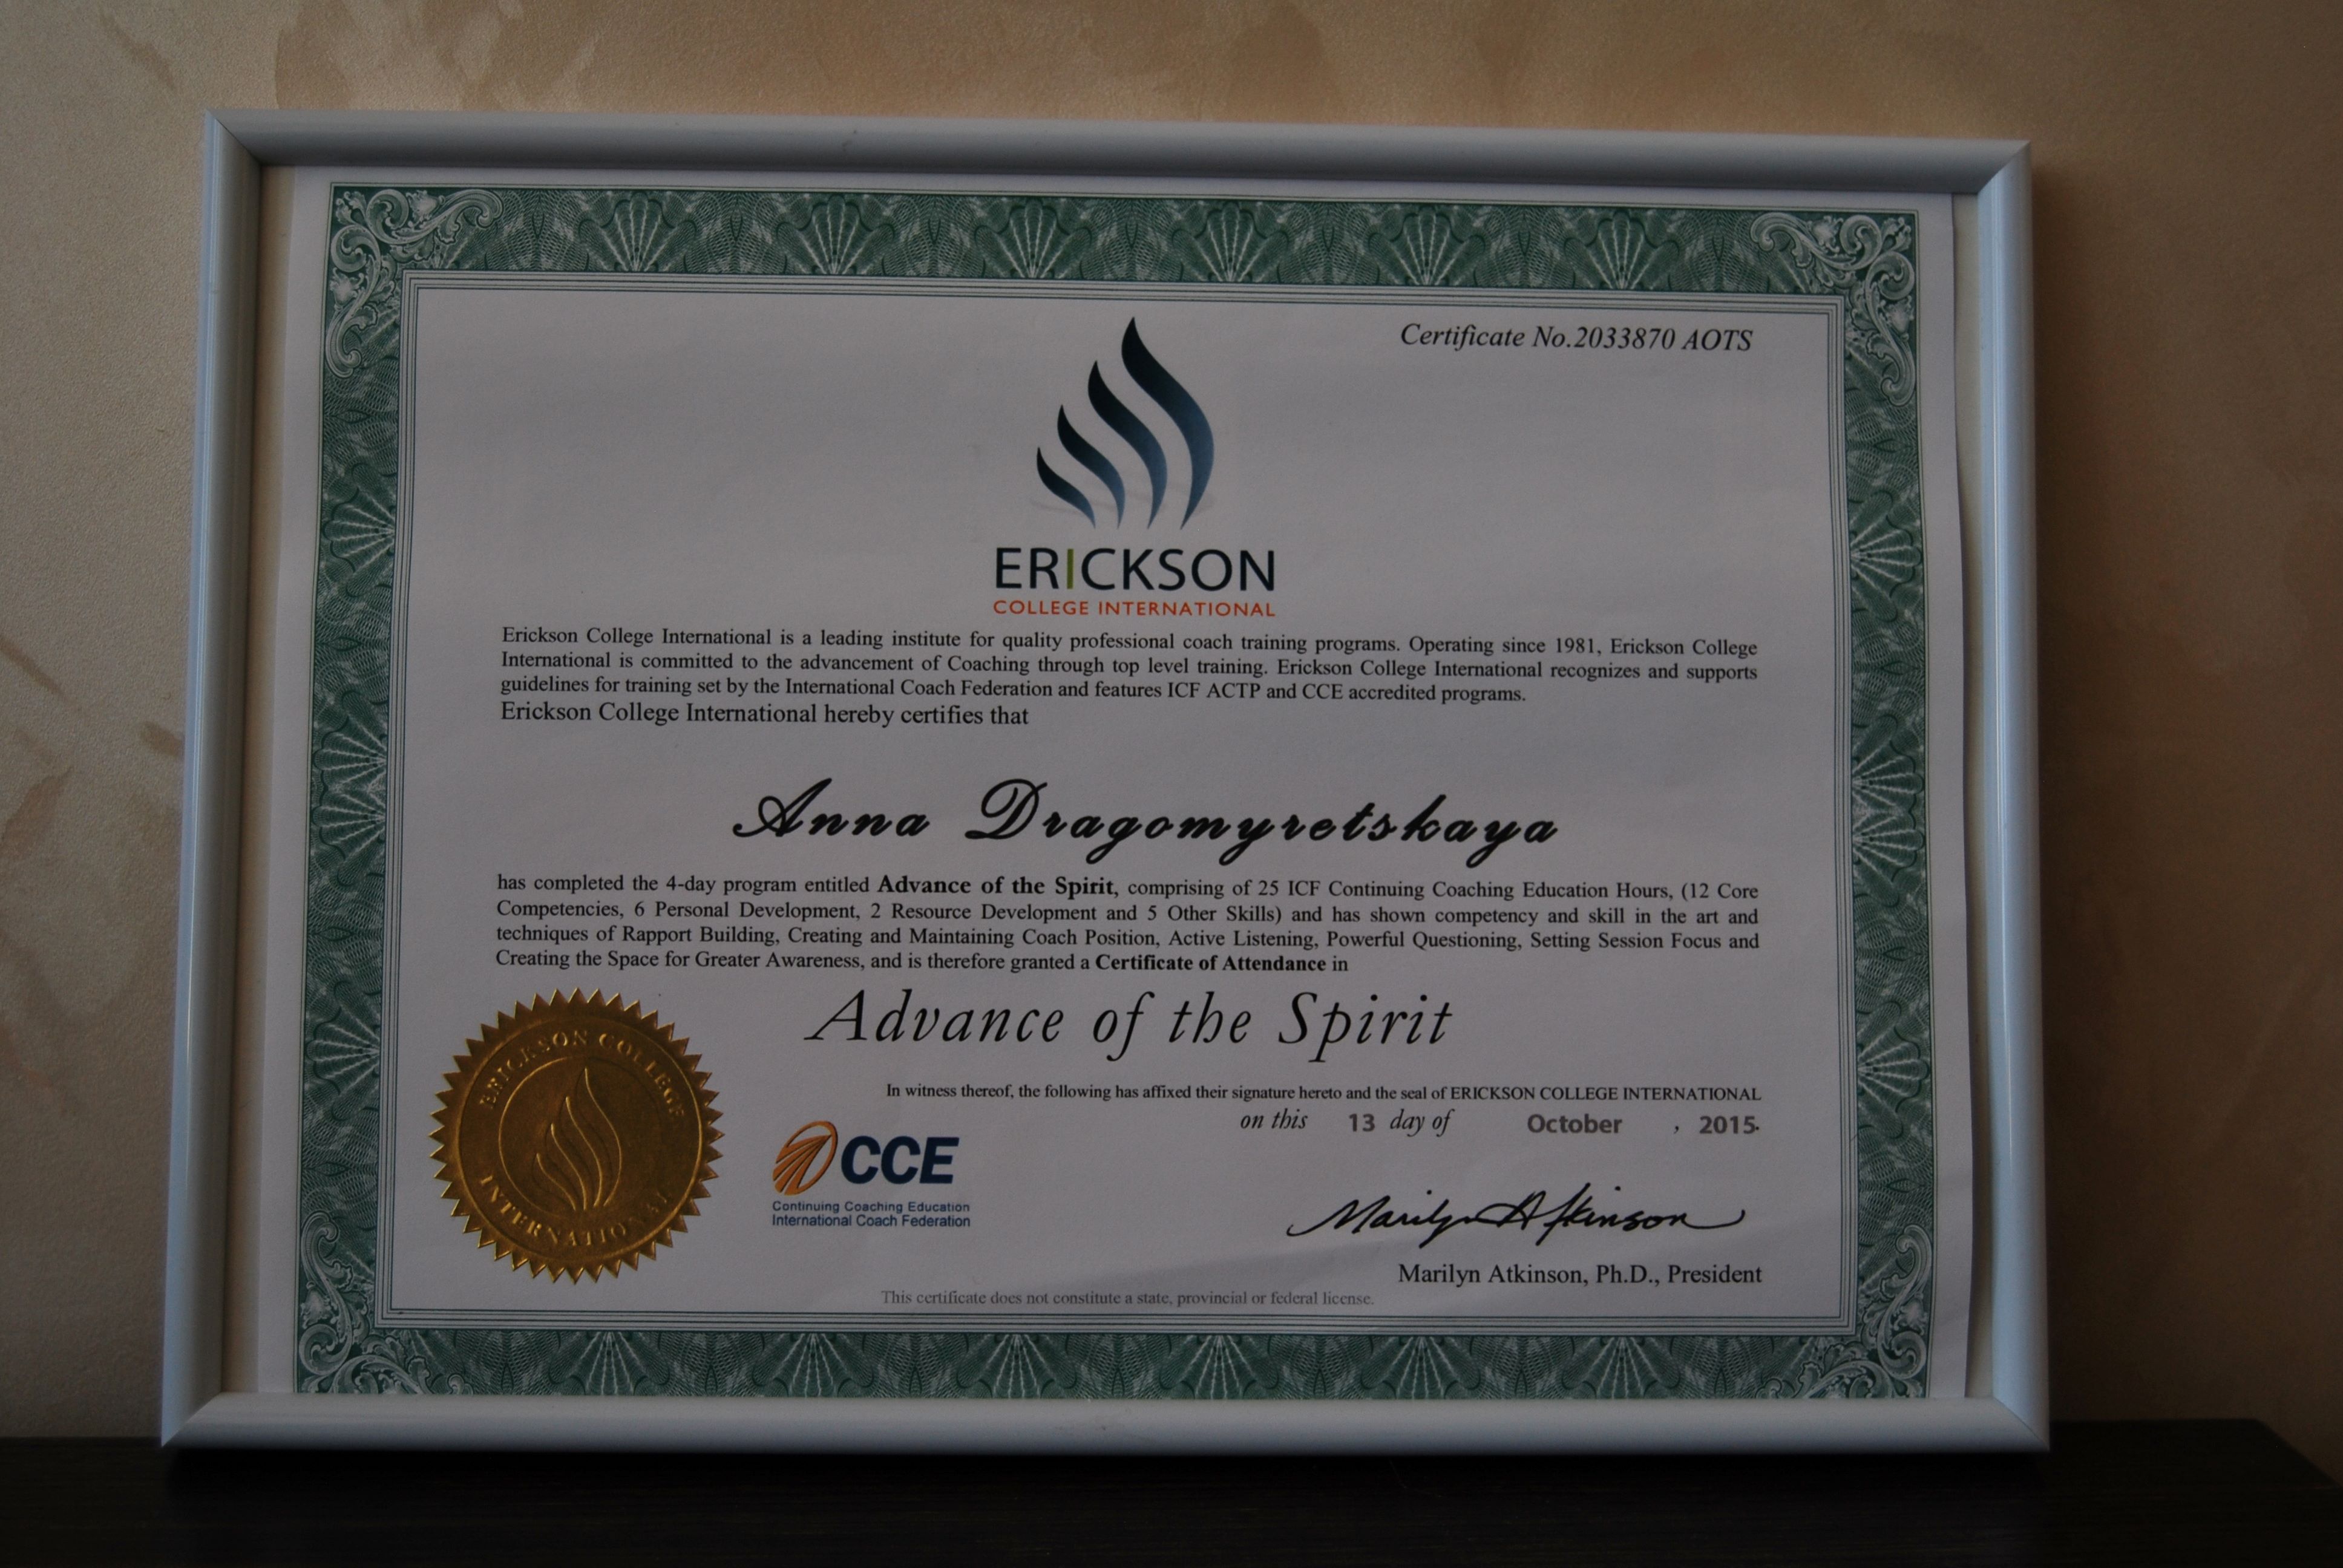 Certificate No.2033870 AOTS
ERICKSON
COLLEGE INTERNATIONAL
Erickson College International is a leading institute for quality professional coach training programs. Operating since 1981, Erickson College
International is committed to the advancement of Coaching through top level training. Erickson College International recognizes and supports
guidelines for training set by the International Coach Federation and features ICF ACTP and CCE accredited programs.
Erickson College International hereby certifies that
Anna Dragomyretskaya
has completed the 4-day program entitled Advance of the Spirit, comprising of 25 ICF Continuing Coaching Education Hours, (12 Core
Competencies, 6 Personal Development, 2 Resource Development and 5 Other Skills) and has shown competency and skill in the art and
techniques of Rapport Building, Creating and Maintaining Coach Position, Active Listening, Powerful Questioning, Setting Session Focus and
Creating the Space for Greater Awareness, and is therefore granted a Certificate of Attendance in
Advance of the Spirit
In witness thereof, the following has affixed their signature hereto and the seal of ERICKSON COLLEGE INTERNATIONAL
on this 13 day of October , 2015.
ERICKSON COLLEGE
INTERNATIONAL
CCE
Continuing Coaching Education
International Coach Federation
Marilyn Atkinson
Marilyn Atkinson, Ph.D., President
This certificate does not constitute a state, provincial or federal license.